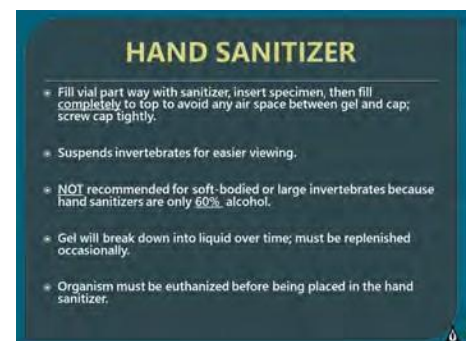 HAND SANITIZER
Fill vial part way with sanitizer, insert specimen, then fill
completely to top to avoid any air space between gel and cap;
screw cap tightly.
Suspends invertebrates for easier viewing.
NOT recommended for soft-bodied or large invertebrates because
hand sanitizers are only 60% alcohol.
Gel will break down into liquid over time; must be replenished
occasionally.
Organism must be euthanized before being placed in the hand
sanitizer.